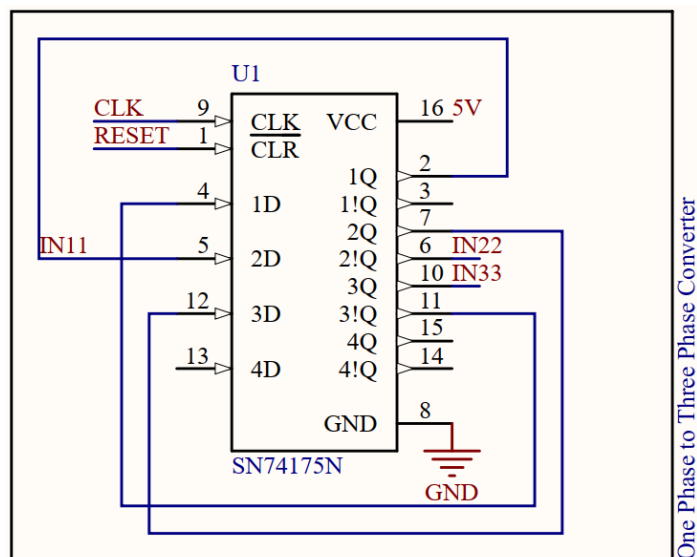 U1
CLK 9 CLK VCC 16 5V
RESET 1 CLR
1Q 2
4 1D 1!Q 3
2Q 7
IN11 5 2D 2!Q 6 IN22
3Q 10 IN33
12 3D 3!Q 11
4Q 15
13 4D 4!Q 14
GND 8
SN74175N
GND
One Phase to Three Phase Converter